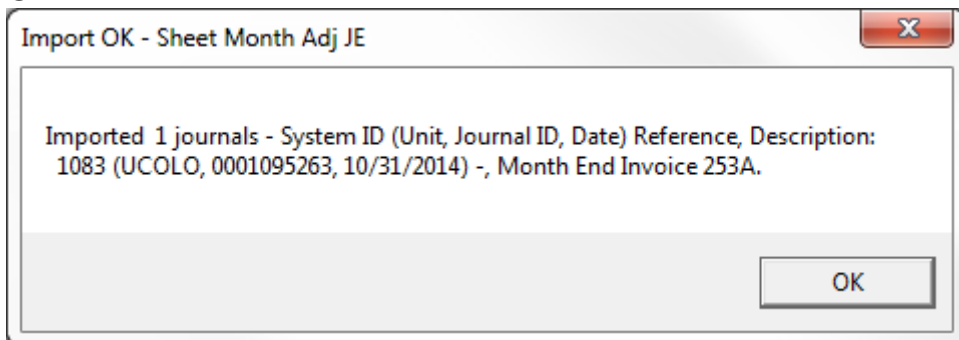 Import OK - Sheet Month Adj JE
Imported 1 journals - System ID (Unit, Journal ID, Date) Reference, Description:
1083 (UCOLO, 0001095263, 10/31/2014) -, Month End Invoice 253A.
OK